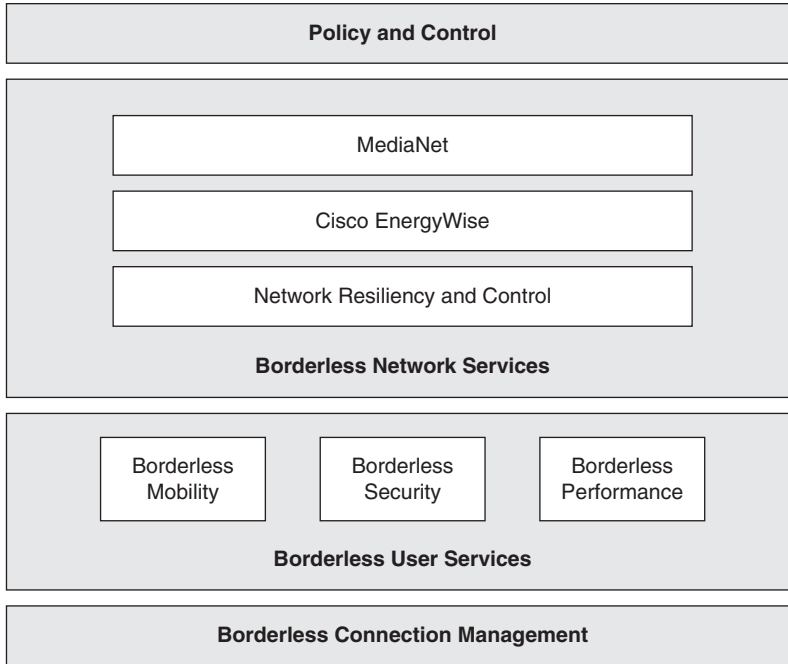 Policy and Control
MediaNet
Cisco EnergyWise
Network Resiliency and Control
Borderless Network Services
Borderless
Mobility
Borderless
Security
Borderless
Performance
Borderless User Services
Borderless Connection Management